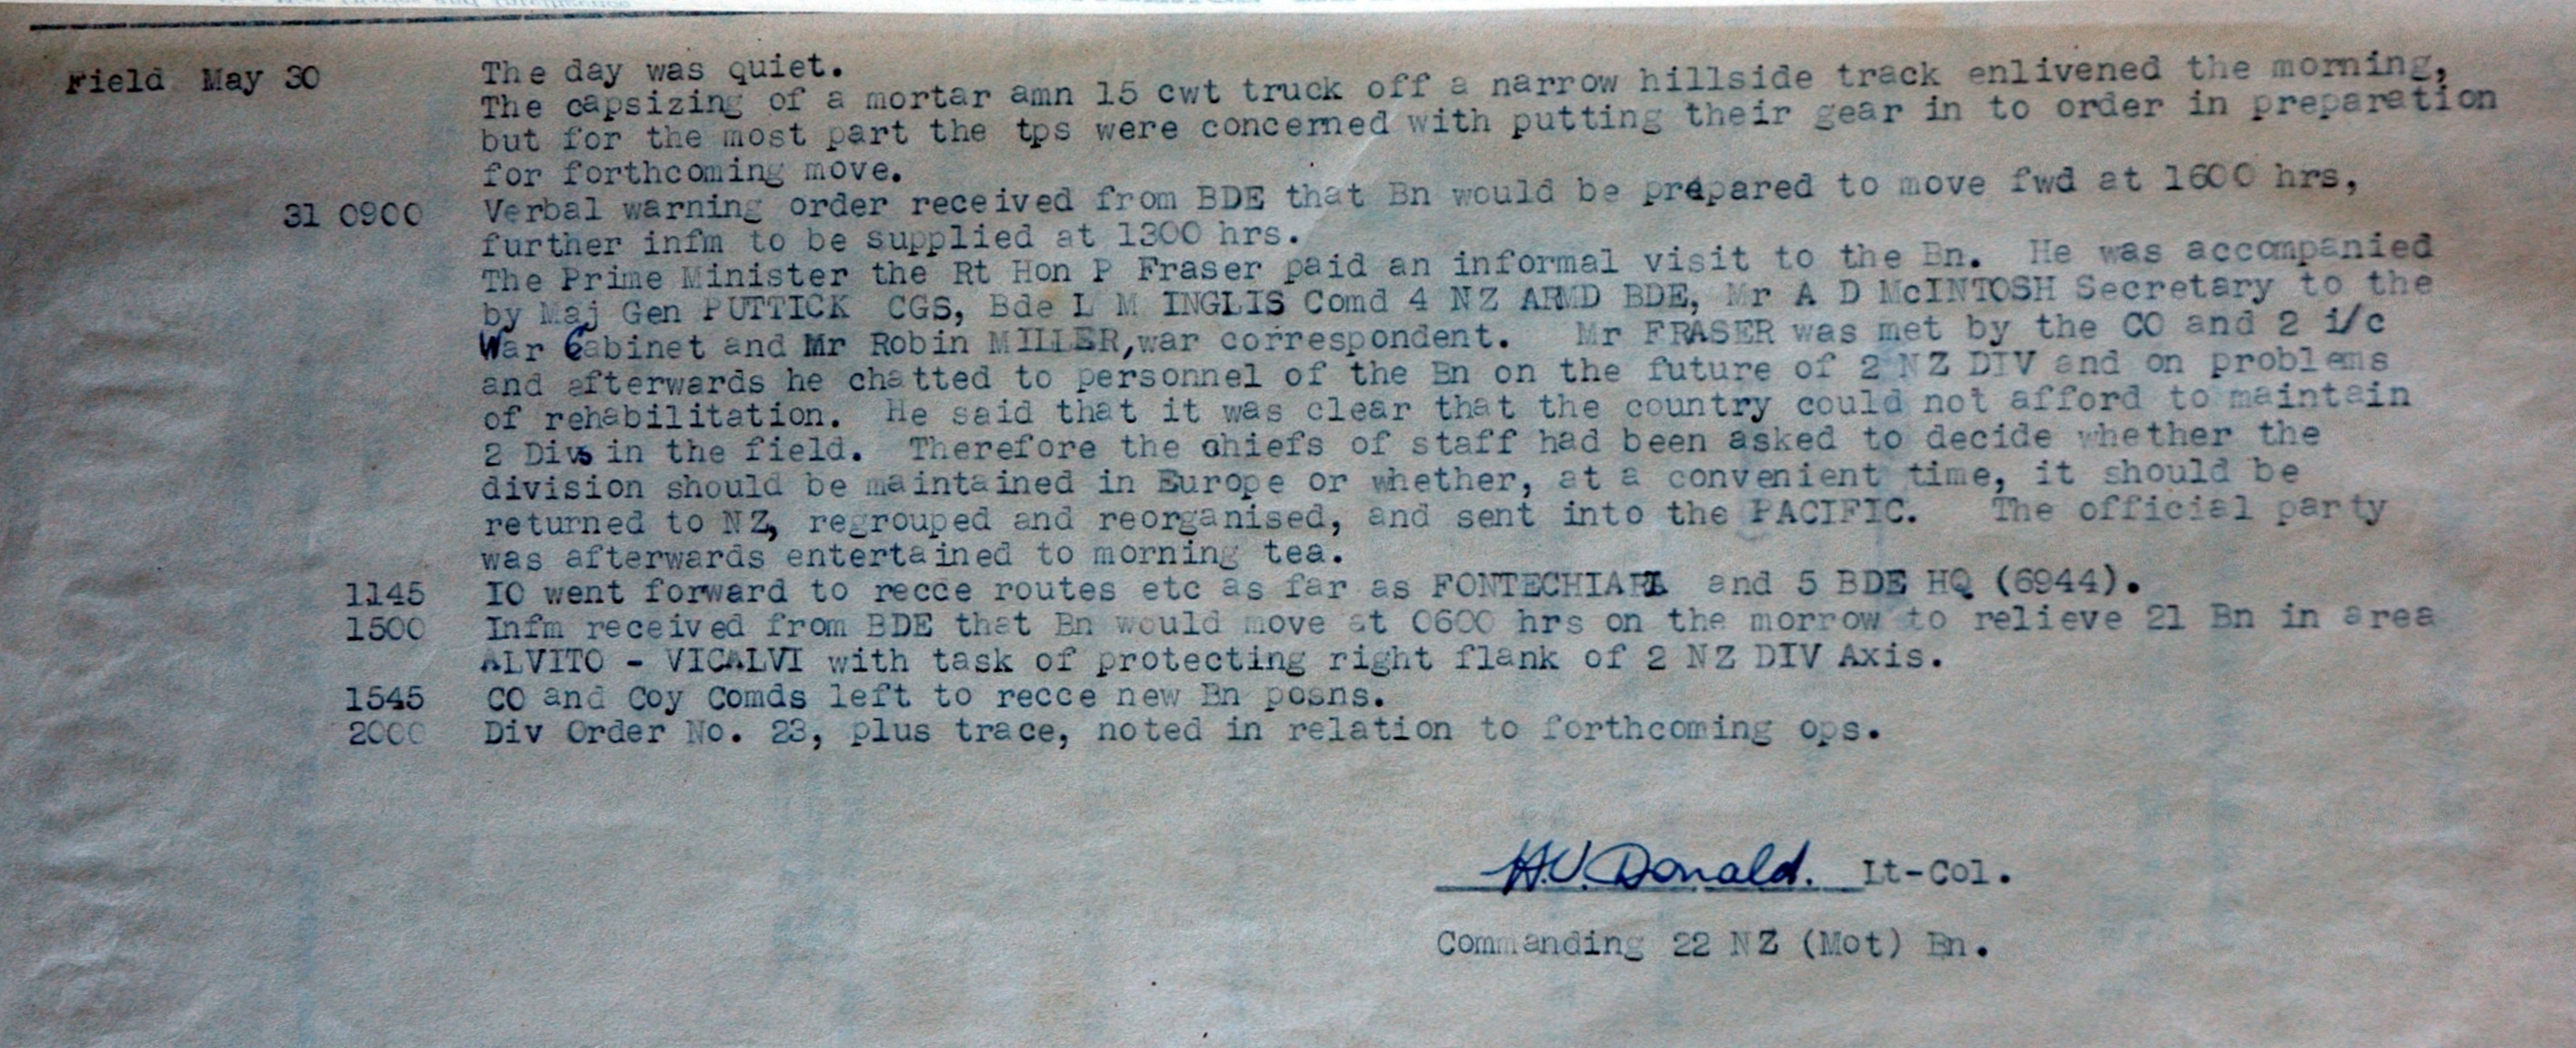 Field May 30 The day was quiet.
The capsizing of a mortar amn 15 cwt truck off a narrow hillside track enlivened the morning,
but for the most part the tps were concerned with putting their gear in to order in preparation
for forthcoming move.
31 0900 Verbal warning order received from BDE that Bn would be prepared to move fwd at 1600 hrs,
further infm to be supplied at 1300 hrs.
The Prime Minister the Rt Hon P Fraser paid an informal visit to the Bn. He was accompanied
by Maj Gen PUTTICK CGS, Bde L M INGLIS Comd 4 NZ ARMD BDE, Mr A D McINTOSH Secretary to the
War Cabinet and Mr Robin MILLER,war correspondent. Mr FRASER was met by the CO and 2 i/c
and afterwards he chatted to personnel of the Bn on the future of 2 NZ DIV and on problems
of rehabilitation. He said that it was clear that the country could not afford to maintain
2 Divs in the field. Therefore the chiefs of staff had been asked to decide whether the
division should be maintained in Europe or whether, at a convenient time, it should be
returned to NZ, regrouped and reorganised, and sent into the PACIFIC. The official party
was afterwards entertained to morning tea.
1145 IO went forward to recce routes etc as far as FONTECHIARI and 5 BDE HQ (6944).
1500 Infm received from BDE that Bn would move at 0600 hrs on the morrow to relieve 21 Bn in area
ALVITO - VICALVI with task of protecting right flank of 2 NZ DIV Axis.
1545 CO and Coy Comds left to recce new Bn posns.
2000 Div Order No. 23, plus trace, noted in relation to forthcoming ops.
H.V. Donald. Lt-Col.
Commanding 22 NZ (Mot) Bn.